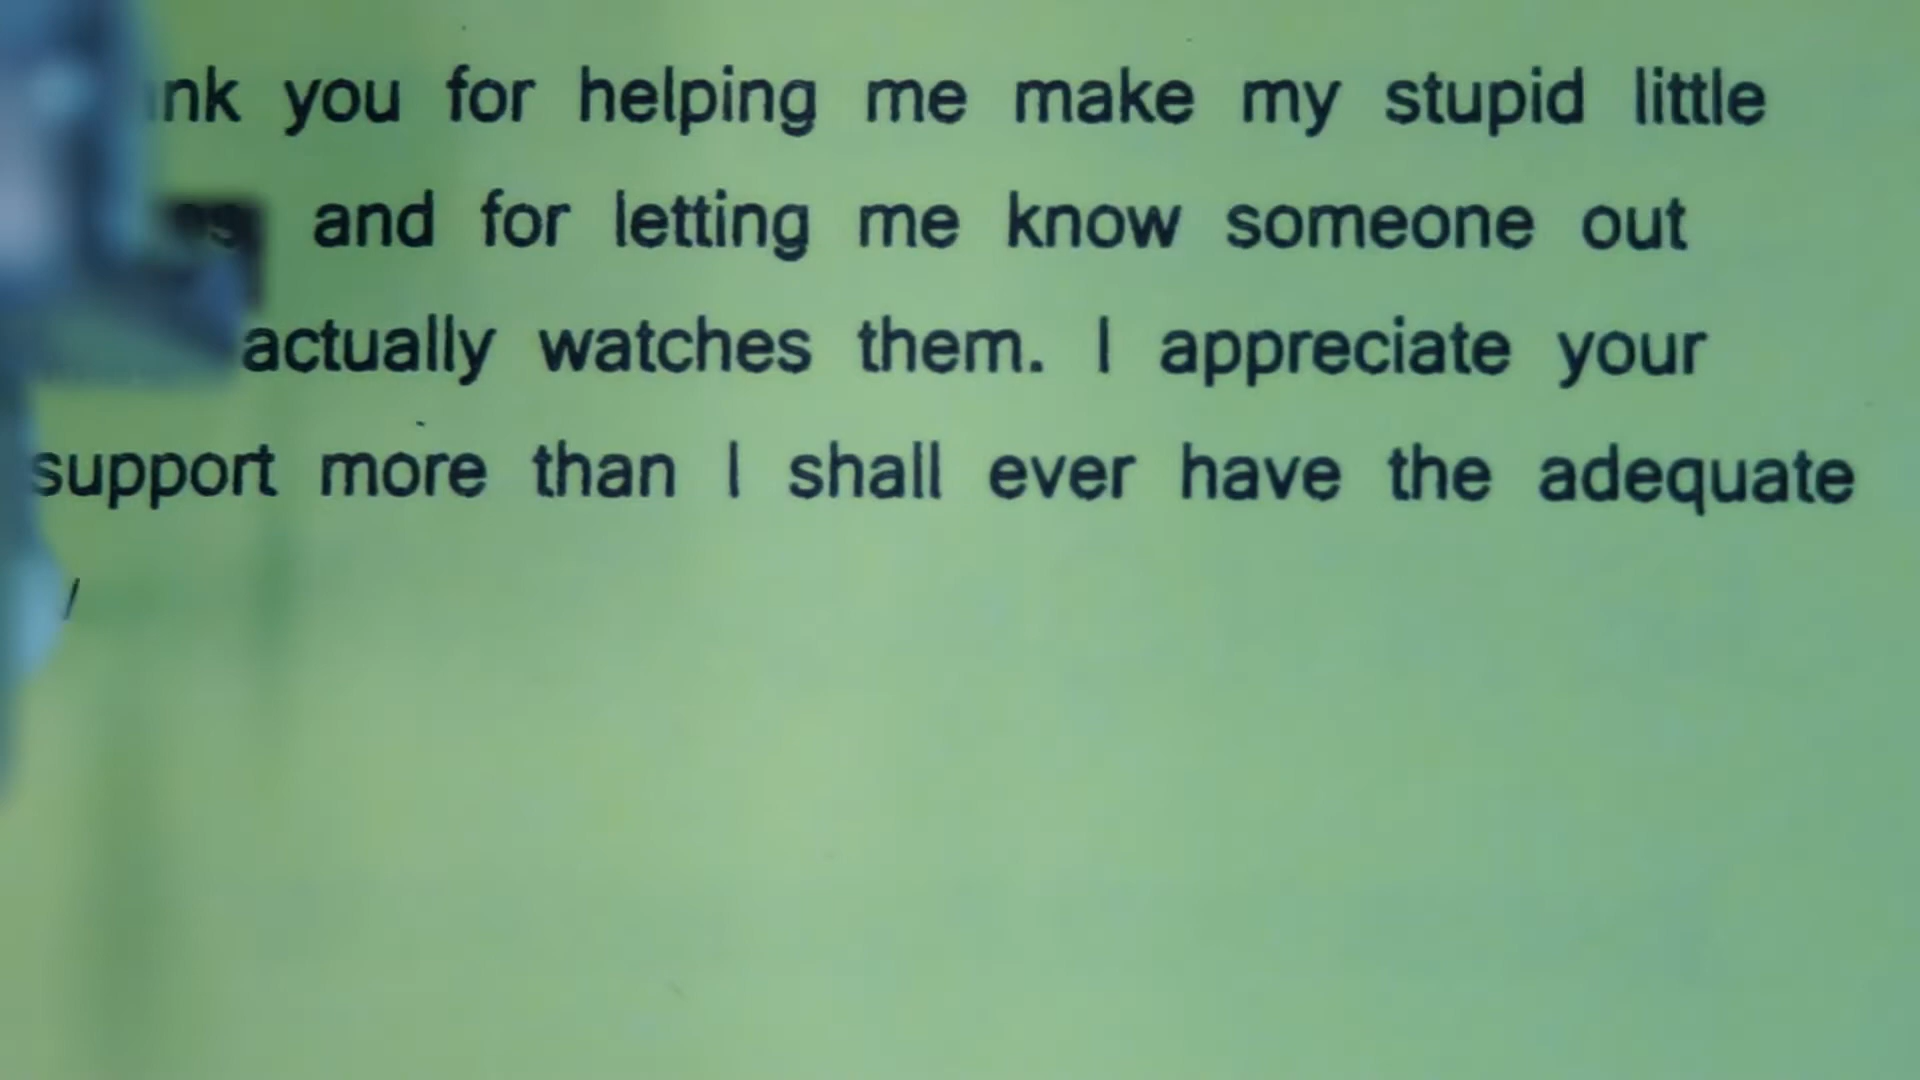 you for helping me make my stupid little
and for letting me know someone out
actually watches them. I appreciate your
support more than I shall ever have the adequate